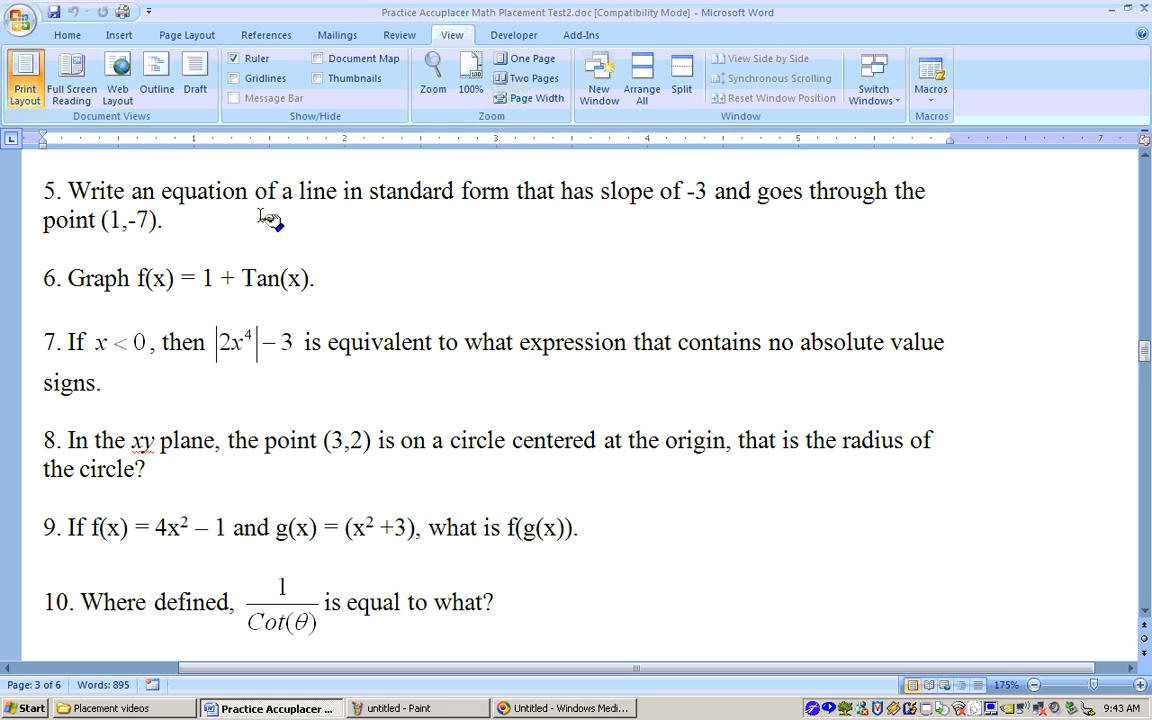 Practice Accuplacer Math Placement Test2.doc [Compatibility Mode] - Microsoft Word
Home Insert Page Layout References Mailings Review View Developer Add-Ins
Print Layout
Full Screen Reading
Web Layout
Outline
Draft
Document Views
Ruler
Gridlines
Message Bar
Document Map
Thumbnails
Show/Hide
Zoom
100%
One Page
Two Pages
Page Width
Zoom
New Window
Arrange All
Split
View Side by Side
Synchronous Scrolling
Reset Window Position
Switch Windows
Window
Macros
Macros
1 2 3 4 5 7
5. Write an equation of a line in standard form that has slope of -3 and goes through the
point (1,-7).
6. Graph f(x) = 1 + Tan(x).
7. If x < 0, then |2x⁴| – 3 is equivalent to what expression that contains no absolute value
signs.
8. In the xy plane, the point (3,2) is on a circle centered at the origin, that is the radius of
the circle?
9. If f(x) = 4x² – 1 and g(x) = (x² +3), what is f(g(x)).
10. Where defined, 1/Cot(θ) is equal to what?
Page: 3 of 6 Words: 895 175%
Start Placement videos Practice Accuplacer ... untitled - Paint Untitled - Windows Medi... 9:43 AM